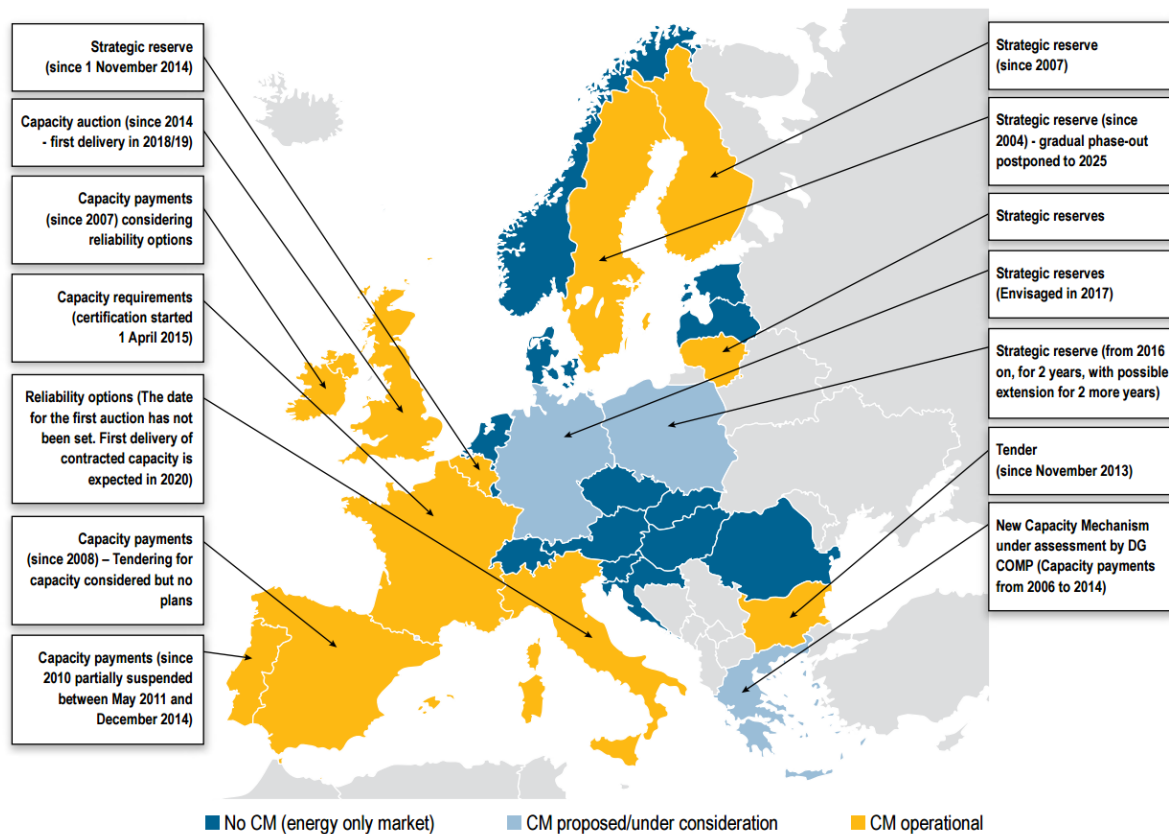 Strategic reserve
(since 1 November 2014)
Capacity auction (since 2014
- first delivery in 2018/19)
Capacity payments
(since 2007) considering
reliability options
Capacity requirements
(certification started
1 April 2015)
Reliability options (The date
for the first auction has not
been set. First delivery of
contracted capacity is
expected in 2020)
Capacity payments
(since 2008) – Tendering for
capacity considered but no
plans
Capacity payments (since
2010 partially suspended
between May 2011 and
December 2014)
Strategic reserve
(since 2007)
Strategic reserve (since
2004) - gradual phase-out
postponed to 2025
Strategic reserves
Strategic reserves
(Envisaged in 2017)
Strategic reserve (from 2016
on, for 2 years, with possible
extension for 2 more years)
Tender
(since November 2013)
New Capacity Mechanism
under assessment by DG
COMP (Capacity payments
from 2006 to 2014)
No CM (energy only market)
CM proposed/under consideration
CM operational